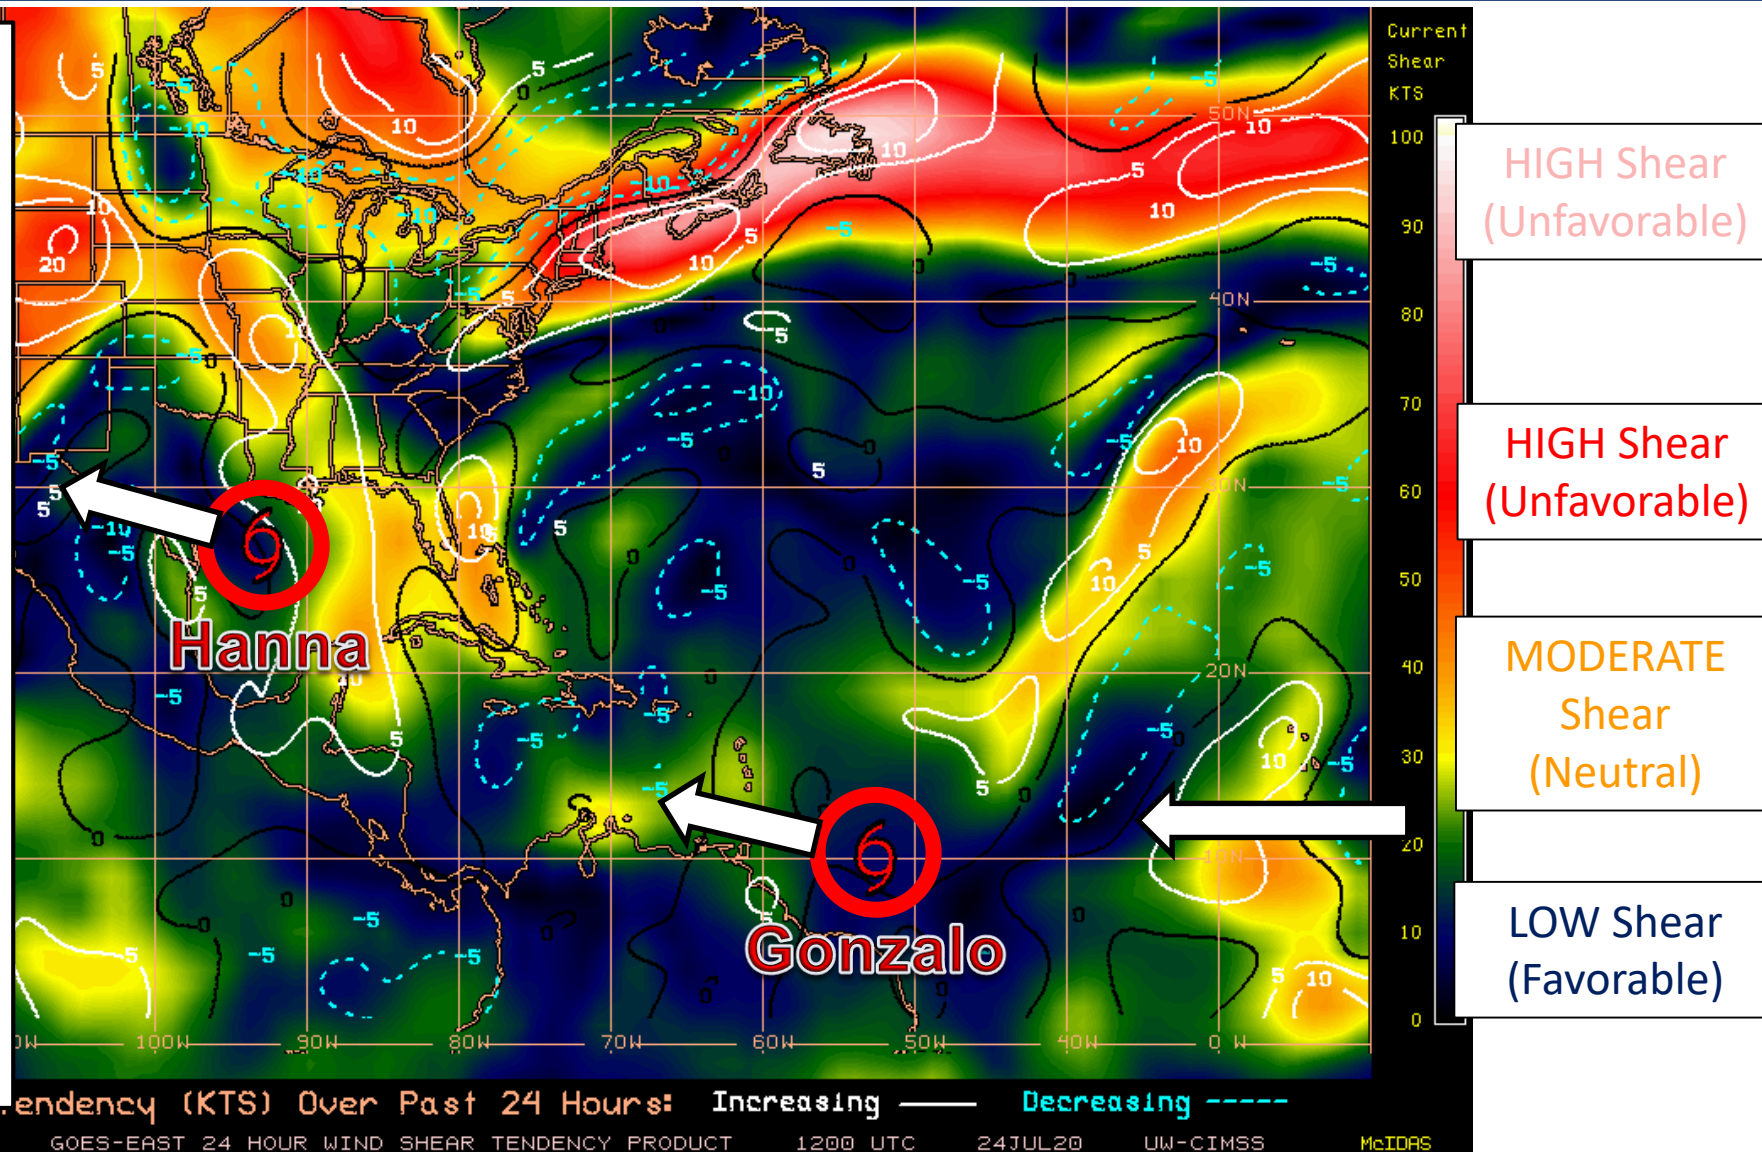 Current
Shear
KTS
100
90
80
70
60
50
40
30
20
10
0
HIGH Shear
(Unfavorable)
HIGH Shear
(Unfavorable)
MODERATE
Shear
(Neutral)
LOW Shear
(Favorable)
50N
40N
30N
20N
10N
Hanna
Gonzalo
100W 90W 80W 70W 60W 50W 40W 0 W
endency (KTS) Over Past 24 Hours: Increasing Decreasing
GOES-EAST 24 HOUR WIND SHEAR TENDENCY PRODUCT 1200 UTC 24JUL20 UW-CIMSS McIDAS